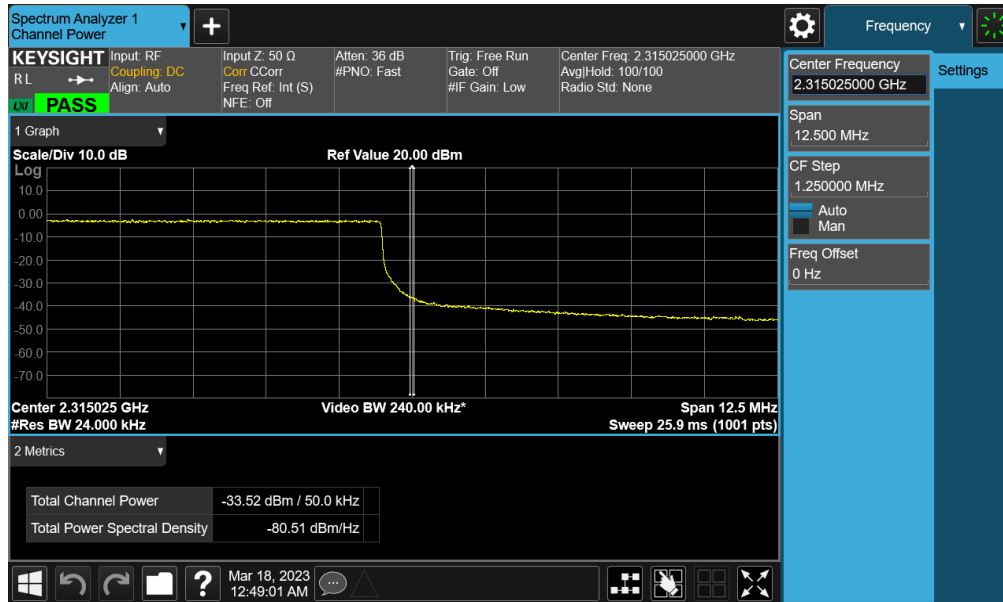 Spectrum Analyzer 1
Channel Power
Frequency
KEYSIGHT
R L
LXI
PASS
Input: RF
Coupling: DC
Align: Auto
Input Z: 50 Ω
Corr CCorr
Freq Ref: Int (S)
NFE: Off
Atten: 36 dB
#PNO: Fast
Trig: Free Run
Gate: Off
#IF Gain: Low
Center Freq: 2.315025000 GHz
Avg|Hold: 100/100
Radio Std: None
Center Frequency
2.315025000 GHz
Settings
Span
12.500 MHz
CF Step
1.250000 MHz
Auto
Man
Freq Offset
0 Hz
1 Graph
Scale/Div 10.0 dB
Ref Value 20.00 dBm
Log
10.0
0.00
-10.0
-20.0
-30.0
-40.0
-50.0
-60.0
-70.0
Center 2.315025 GHz
Video BW 240.00 kHz*
Span 12.5 MHz
#Res BW 24.000 kHz
Sweep 25.9 ms (1001 pts)
2 Metrics
Total Channel Power -33.52 dBm / 50.0 kHz
Total Power Spectral Density -80.51 dBm/Hz
?
Mar 18, 2023
12:49:01 AM